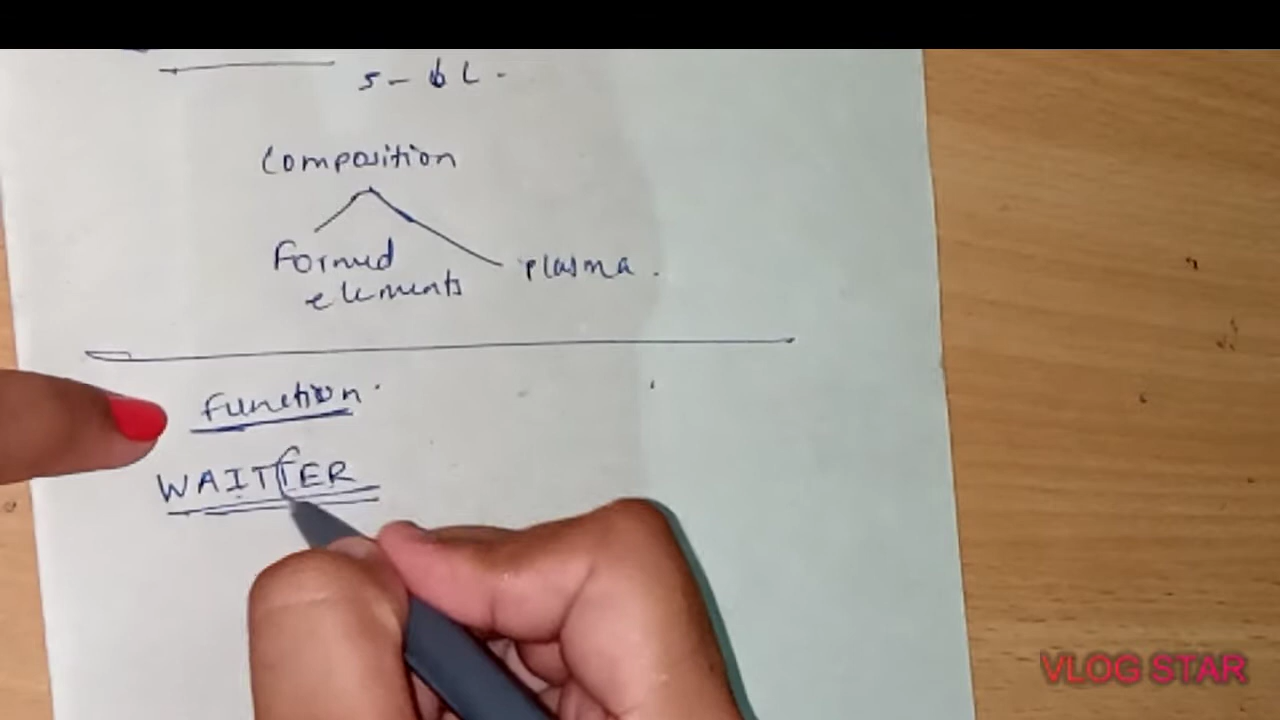 5-6 L.
Composition
Formed
elements
plasma.
Function
WAITTER
VLOG STAR